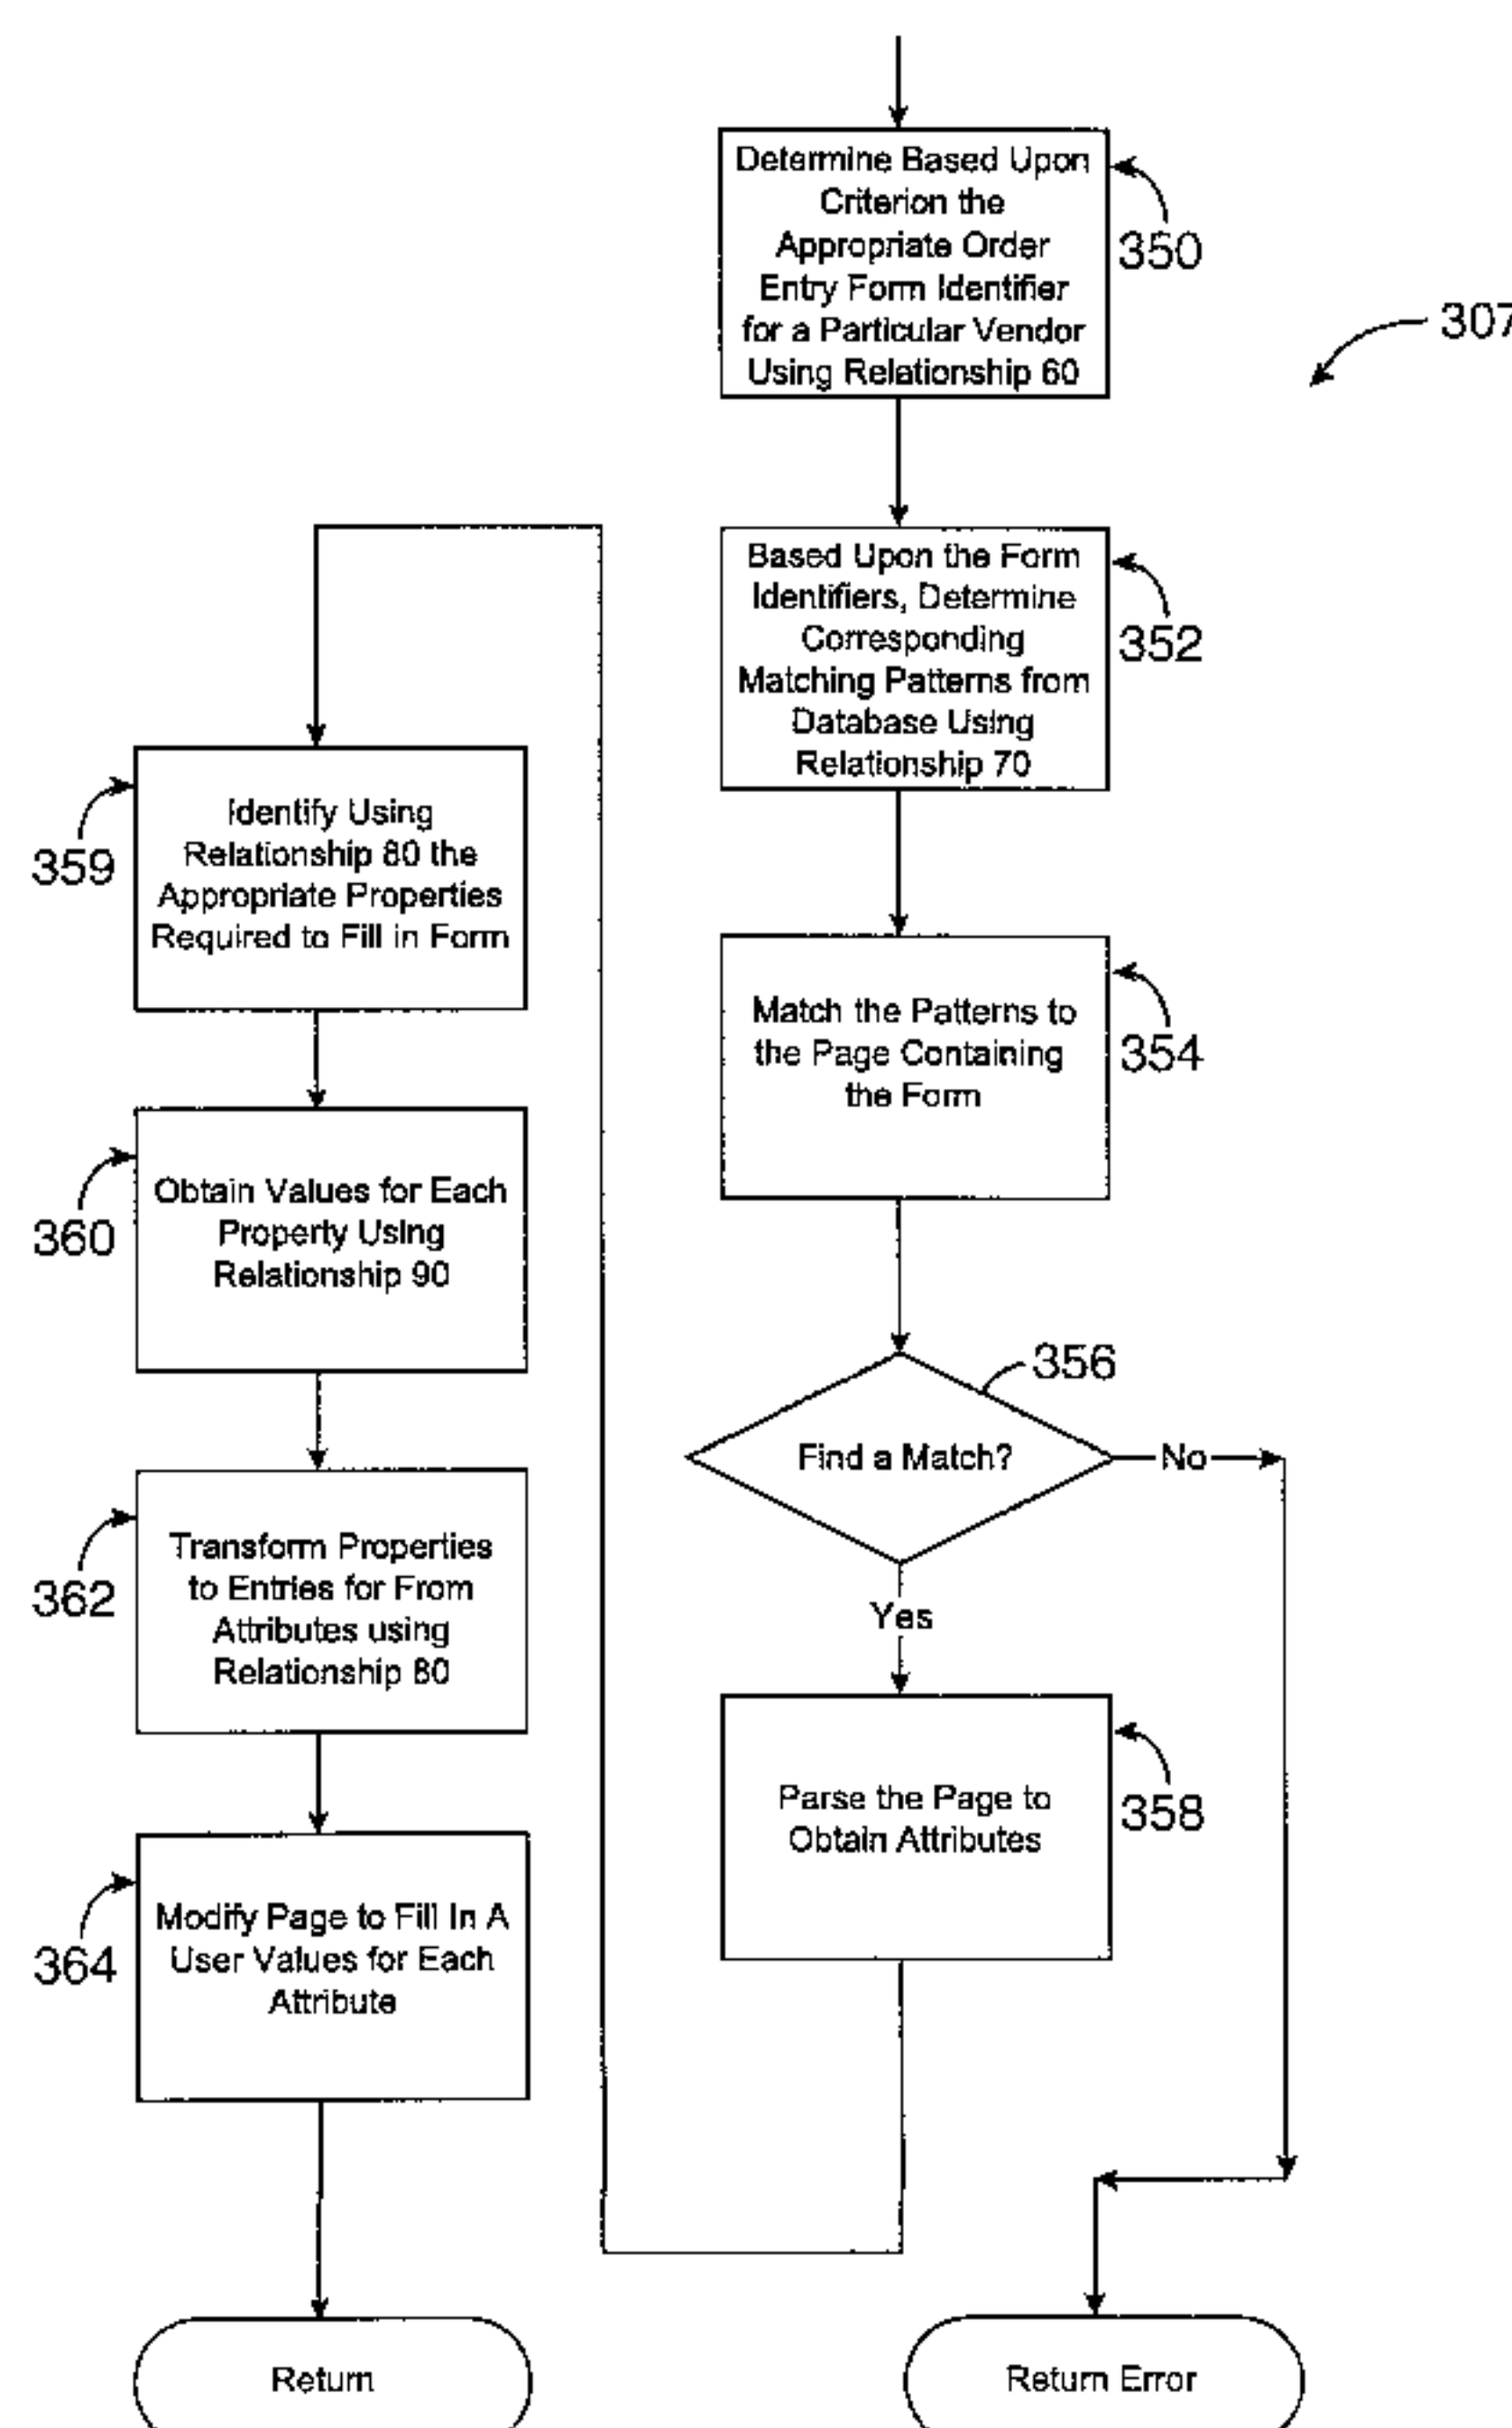 Determine Based Upon
Criterion the
Appropriate Order
Entry Form Identifier
for a Particular Vendor
Using Relationship 60
350
307
Based Upon the Form
Identifiers, Determine
Corresponding
Matching Patterns from
Database Using
Relationship 70
352
Match the Patterns to
the Page Containing
the Form
354
Find a Match?
356
No
Yes
Parse the Page to
Obtain Attributes
358
Identify Using
Relationship 80 the
Appropriate Properties
Required to Fill in Form
359
Obtain Values for Each
Property Using
Relationship 90
360
Transform Properties
to Entries for From
Attributes using
Relationship 80
362
Modify Page to Fill In A
User Values for Each
Attribute
364
Return
Return Error